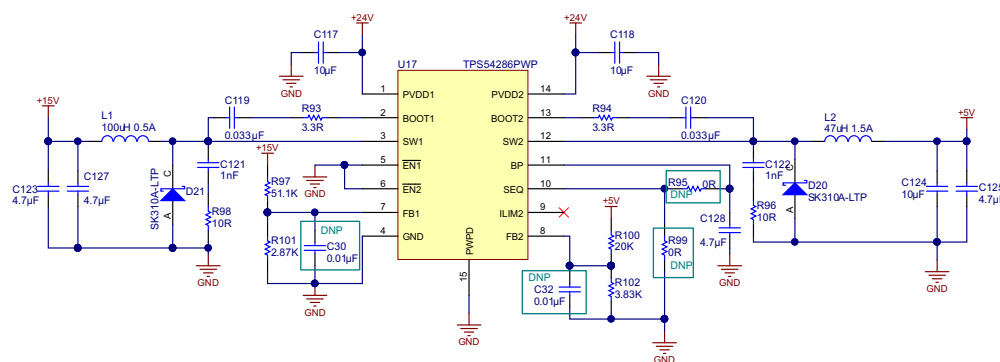 +24V
+24V
C117
10µF
GND
C118
10µF
GND
U17
TPS54286PWP
1
PVDD1
PVDD2
14
2
BOOT1
BOOT2
13
3
SW1
SW2
12
5
EN1
BP
11
6
EN2
SEQ
10
7
FB1
ILIM2
9
4
GND
FB2
8
PWPD
15
GND
+15V
L1
100uH 0.5A
C119
0.033µF
R93
3.3R
C123
4.7µF
C127
4.7µF
C
A
D21
SK310A-LTP
C121
1nF
R98
10R
GND
+15V
R97
51.1K
GND
R101
2.87K
DNP
C30
0.01µF
GND
R94
3.3R
C120
0.033µF
L2
47uH 1.5A
+5V
R95
0R
DNP
C122
1nF
R96
10R
C
A
D20
SK310A-LTP
C124
10µF
C125
4.7µF
GND
C128
4.7µF
GND
+5V
R100
20K
R99
0R
DNP
DNP
C32
0.01µF
R102
3.83K
GND